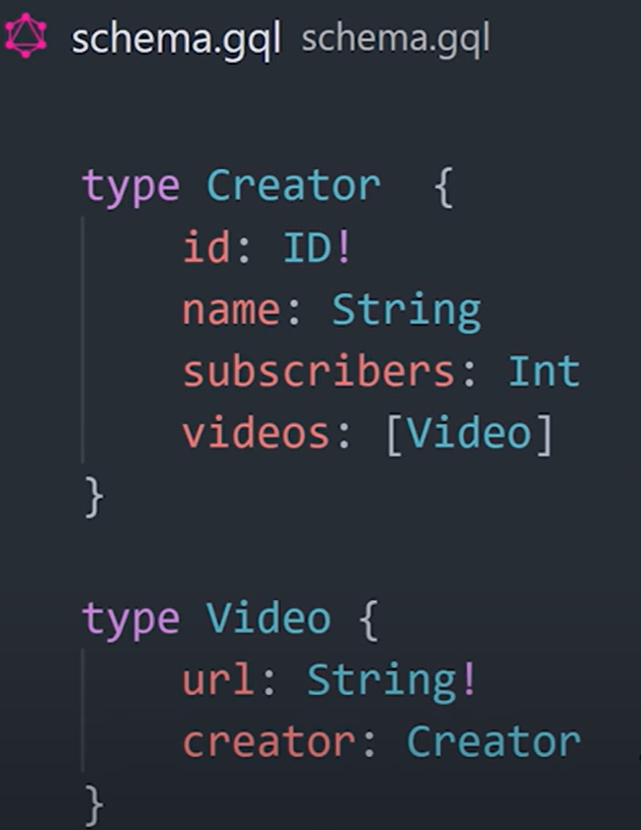 schema.gql schema.gql
type Creator  {
    id: ID!
    name: String
    subscribers: Int
    videos: [Video]
}
type Video {
    url: String!
    creator: Creator
}